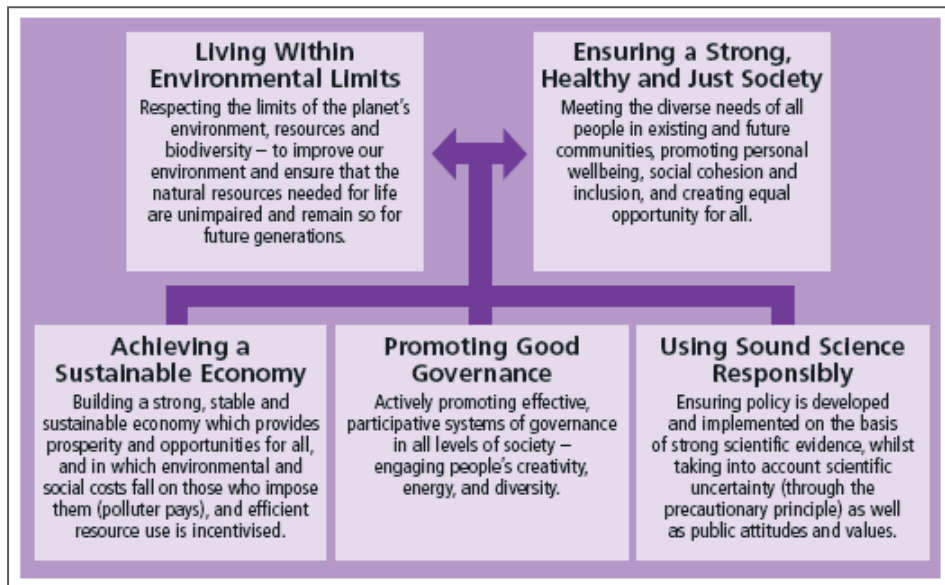 Living Within
Environmental Limits
Respecting the limits of the planet's
environment, resources and
biodiversity – to improve our
environment and ensure that the
natural resources needed for life
are unimpaired and remain so for
future generations.
Ensuring a Strong,
Healthy and Just Society
Meeting the diverse needs of all
people in existing and future
communities, promoting personal
wellbeing, social cohesion and
inclusion, and creating equal
opportunity for all.
Achieving a
Sustainable Economy
Building a strong, stable and
sustainable economy which provides
prosperity and opportunities for all,
and in which environmental and
social costs fall on those who impose
them (polluter pays), and efficient
resource use is incentivised.
Promoting Good
Governance
Actively promoting effective,
participative systems of governance
in all levels of society –
engaging people's creativity,
energy, and diversity.
Using Sound Science
Responsibly
Ensuring policy is developed
and implemented on the basis
of strong scientific evidence, whilst
taking into account scientific
uncertainty (through the
precautionary principle) as well
as public attitudes and values.